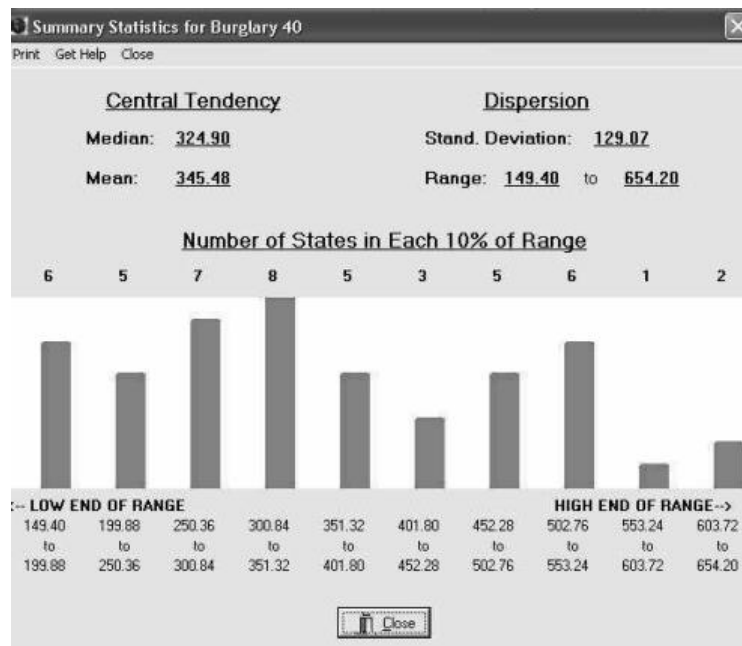 Summary Statistics for Burglary 40
Print Get Help Close
Central Tendency Dispersion
Median: 324.90 Stand. Deviation: 129.07
Mean: 345.48 Range: 149.40 to 654.20
Number of States in Each 10% of Range
6 5 7 8 5 3 5 6 1 2
<-- LOW END OF RANGE HIGH END OF RANGE-->
149.40 199.88 250.36 300.84 351.32 401.80 452.28 502.76 553.24 603.72
to to to to to to to to to to
199.88 250.36 300.84 351.32 401.80 452.28 502.76 553.24 603.72 654.20
Close